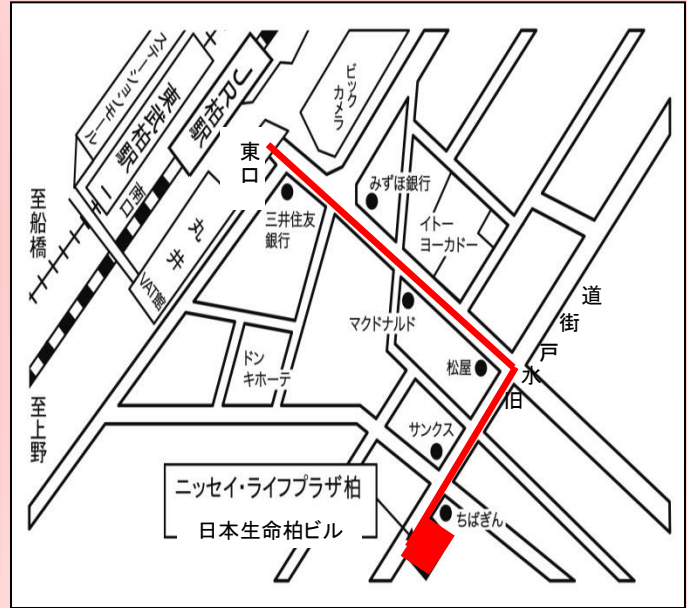 ステーションモール
東武柏駅
JR柏駅
南口
東口
ビック
カメラ
至船橋
丸井
VAT館
三井住友
銀行
みずほ銀行
イトー
ヨーカドー
マクドナルド
ドン
キホーテ
松屋
旧水戸街道
至上野
サンクス
ニッセイ・ライフプラザ柏
日本生命柏ビル
ちばぎん